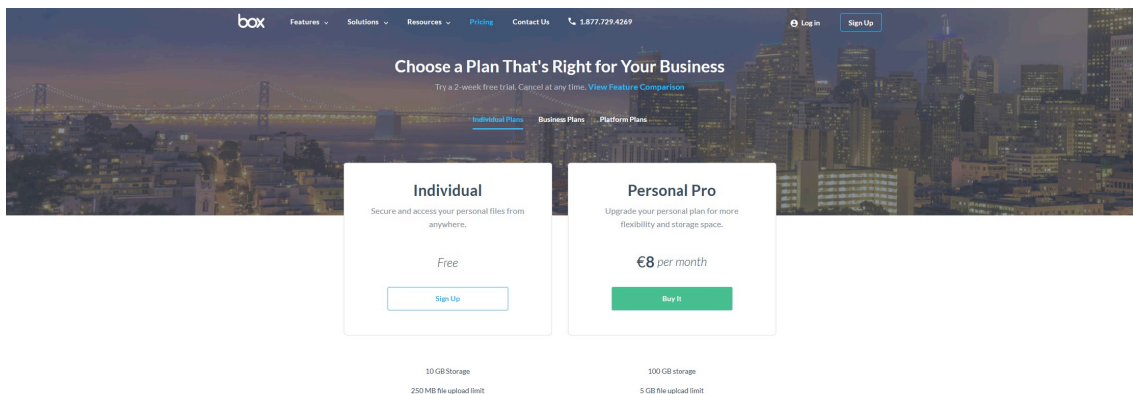 box Features Solutions Resources Pricing Contact Us 1.877.729.4269 Log in Sign Up
Choose a Plan That's Right for Your Business
Try a 2-week free trial. Cancel at any time. View Feature Comparison
Individual Plans Business Plans Platform Plans
Individual
Secure and access your personal files from
anywhere.
Free
Sign Up
10 GB Storage
250 MB file upload limit
Personal Pro
Upgrade your personal plan for more
flexibility and storage space.
€8 per month
Buy It
100 GB storage
5 GB file upload limit